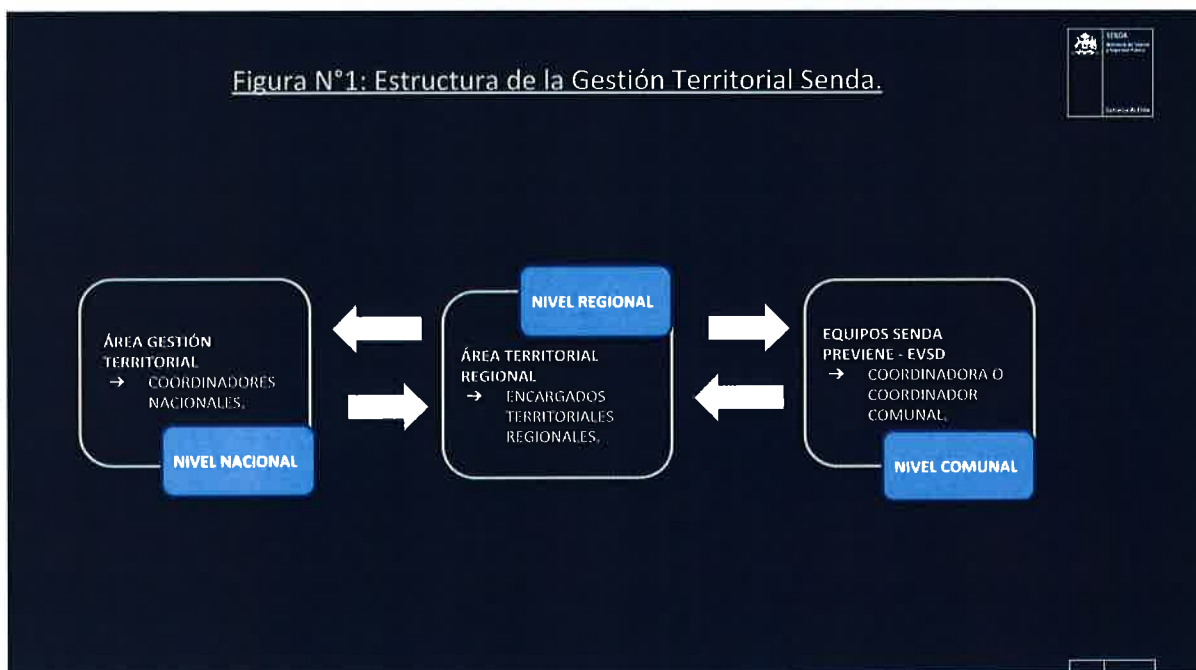 SENDA
Figura N°1: Estructura de la Gestión Territorial Senda.
ÁREA GESTIÓN
TERRITORIAL
→ COORDINADORES
NACIONALES.
NIVEL NACIONAL
NIVEL REGIONAL
ÁREA TERRITORIAL
REGIONAL
→ ENCARGADOS
TERRITORIALES
REGIONALES.
EQUIPOS SENDA
PREVIENE - EVSD
→ COORDINADORA O
COORDINADOR
COMUNAL.
NIVEL COMUNAL